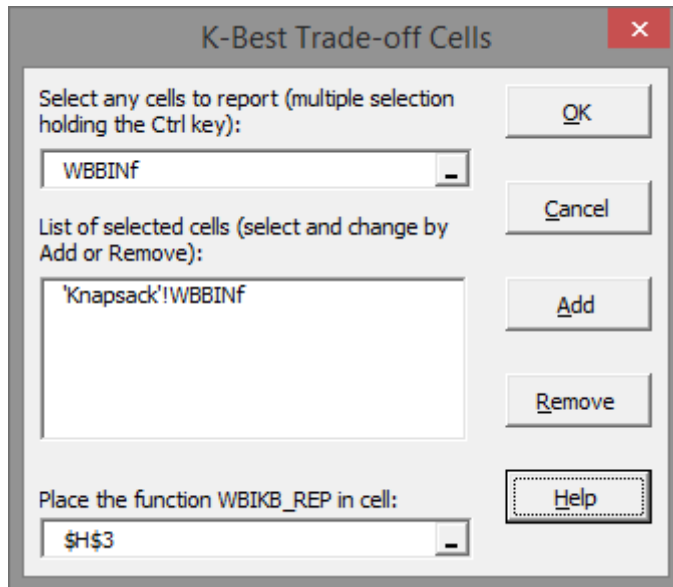 K-Best Trade-off Cells
×
Select any cells to report (multiple selection
holding the Ctrl key):
WBBINf
OK
Cancel
List of selected cells (select and change by
Add or Remove):
'Knapsack'!WBBINf
Add
Remove
Place the function WBIKB_REP in cell:
$H$3
Help